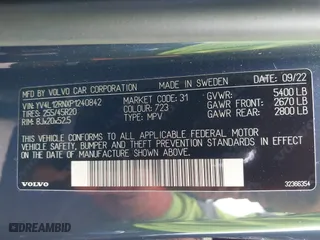 MFD BY: VOLVO CAR CORPORATION MADE IN SWEDEN DATE: 09/22
VIN: YV4L12RNXP1240842 MARKET CODE: 31 GVWR: 5400 LB
TIRES: 255/45R20 COLOUR: 723 GAWR FRONT: 2670 LB
RIM: 8Jx20x52,5 TYPE: MPV GAWR REAR: 2800 LB
THIS VEHICLE CONFORMS TO ALL APPLICABLE FEDERAL MOTOR
VEHICLE SAFETY, BUMPER AND THEFT PREVENTION STANDARDS IN EFFECT
ON THE DATE OF MANUFACTURE SHOWN ABOVE.
VOLVO 32366354
DREAMBID